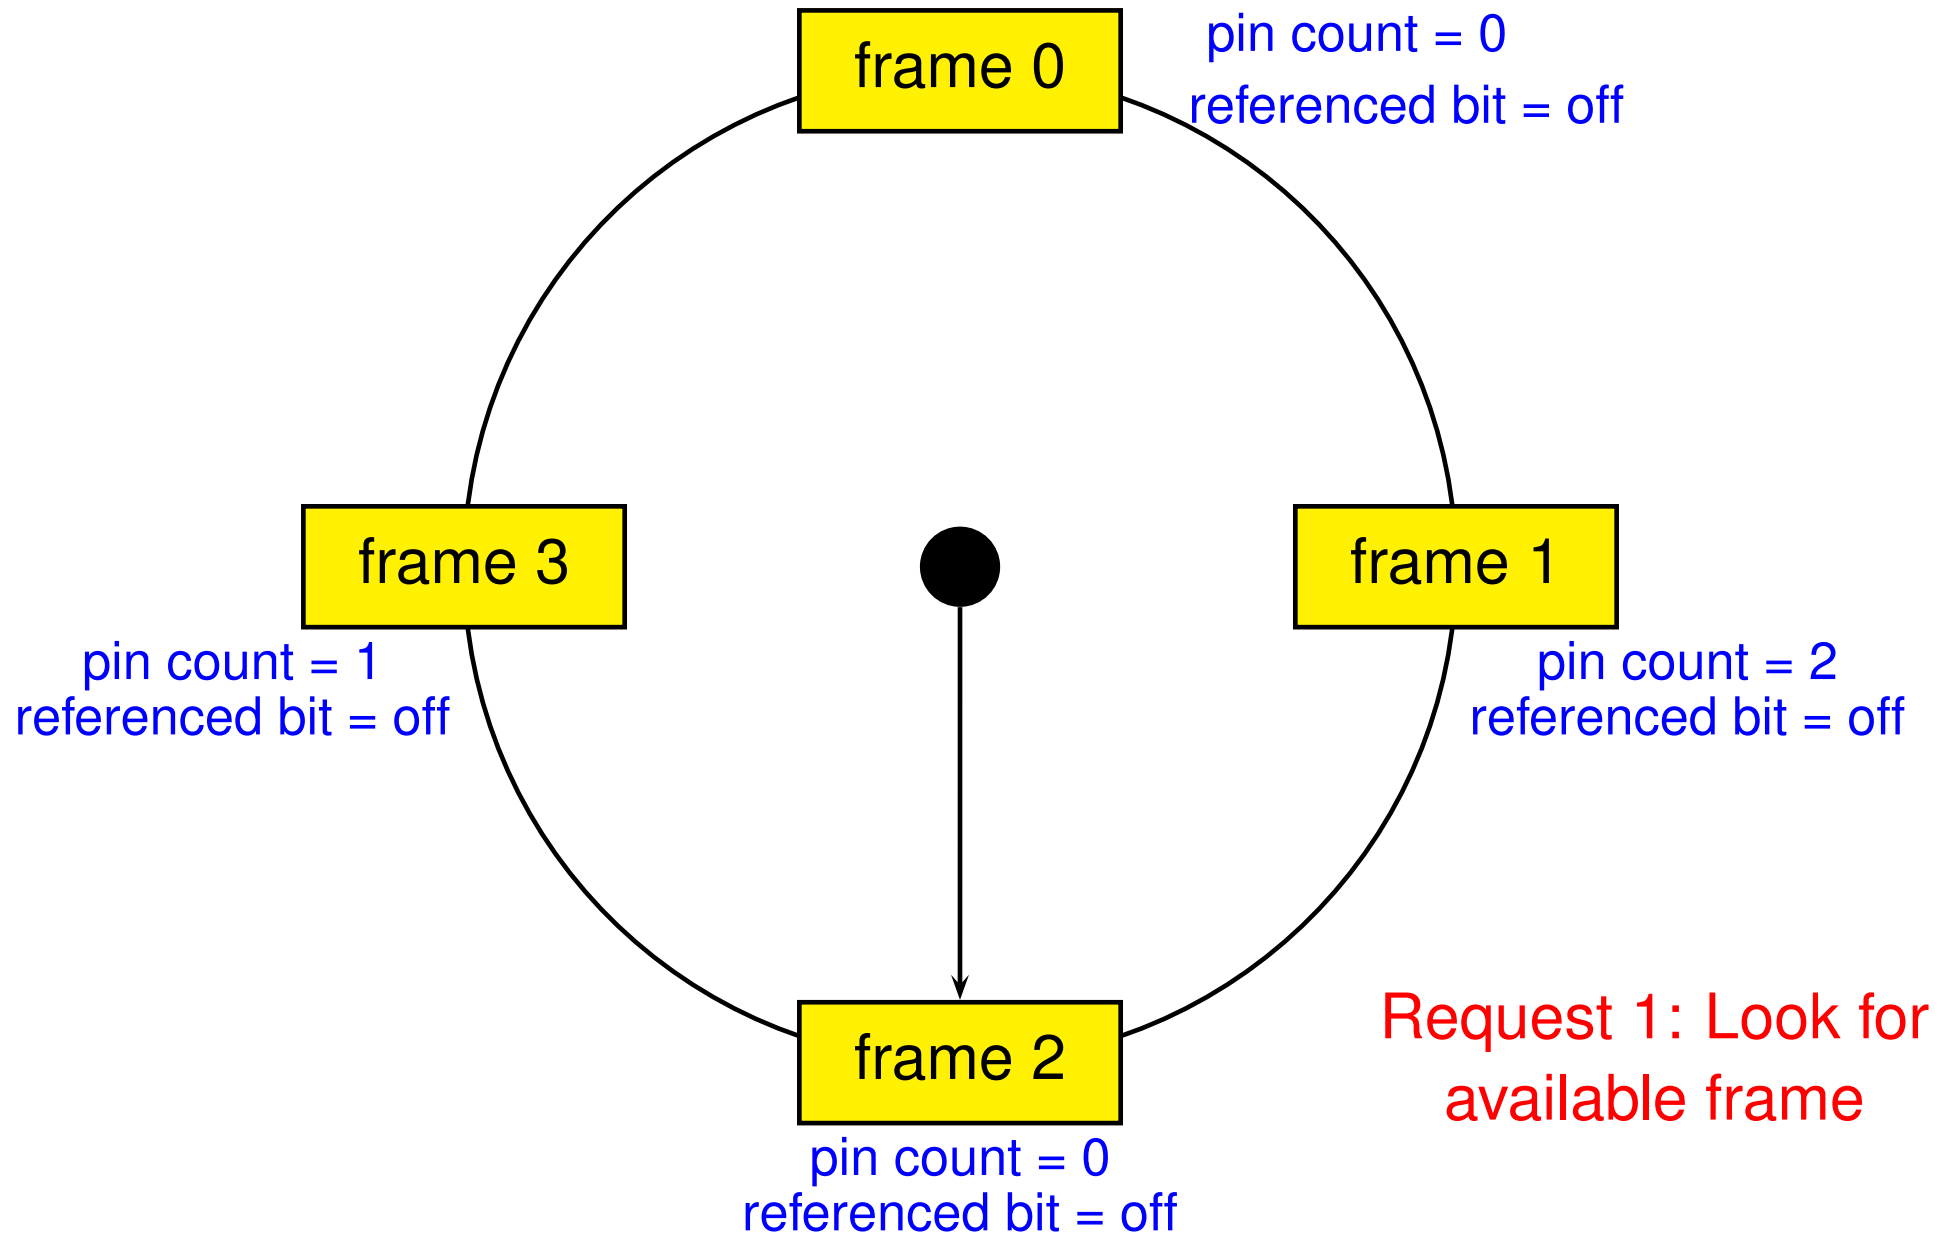 frame 0
pin count = 0
referenced bit = off
frame 3
frame 1
pin count = 1
referenced bit = off
pin count = 2
referenced bit = off
frame 2
pin count = 0
referenced bit = off
Request 1: Look for
available frame